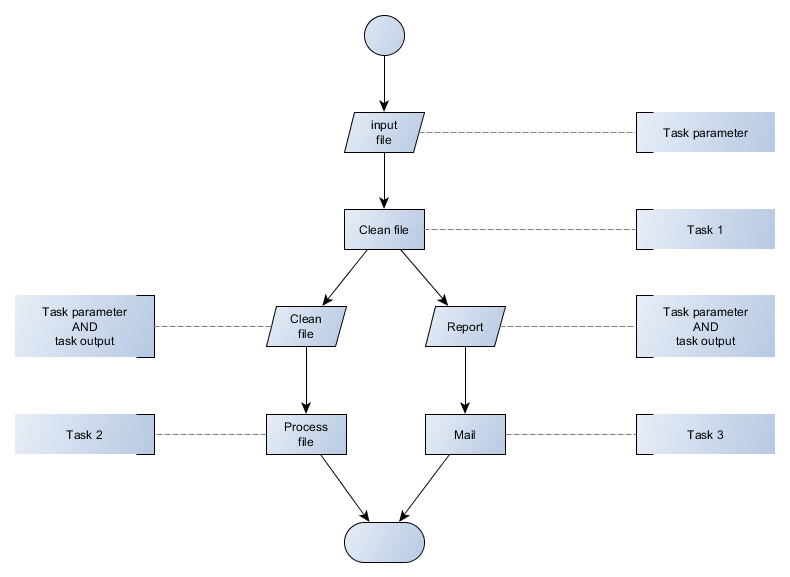 input
file
Task parameter
Clean file
Task 1
Task parameter
AND
task output
Clean
file
Report
Task parameter
AND
task output
Task 2
Process
file
Mail
Task 3